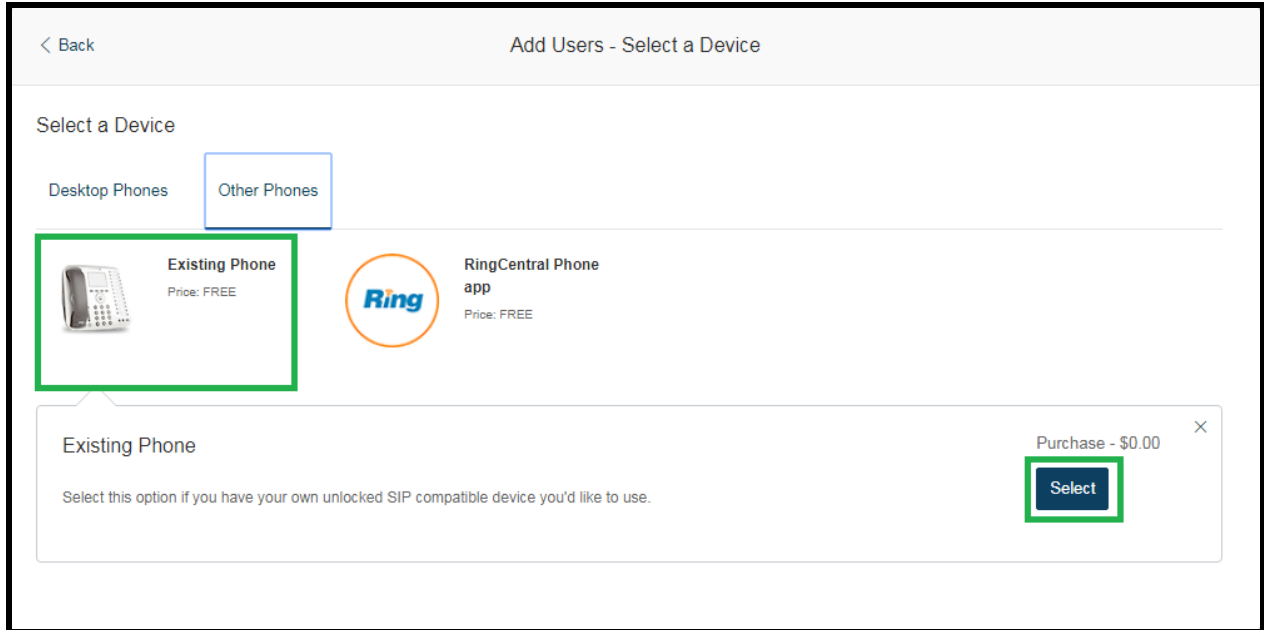 Back
Add Users - Select a Device
Select a Device
Desktop Phones
Other Phones
Existing Phone
Price: FREE
Ring
RingCentral Phone
app
Price: FREE
Existing Phone
Purchase - $0.00
Select this option if you have your own unlocked SIP compatible device you'd like to use.
Select